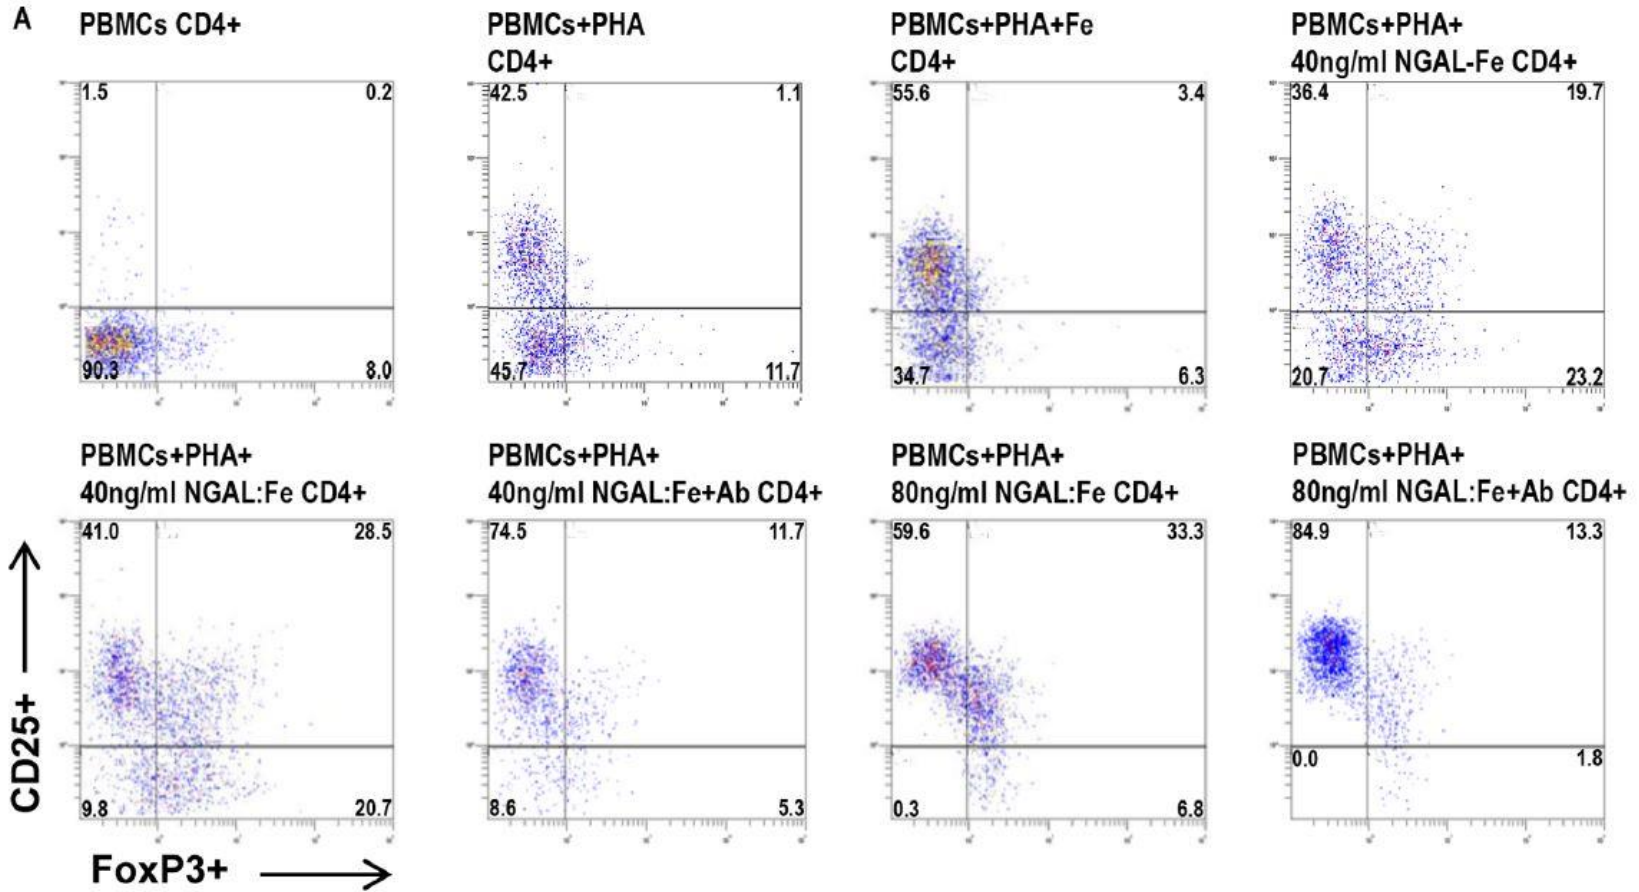 A
PBMCs CD4+
PBMCs+PHA
CD4+
PBMCs+PHA+Fe
CD4+
PBMCs+PHA+
40ng/ml NGAL-Fe CD4+
1.5 0.2
90.3 8.0
42.5 1.1
45.7 11.7
55.6 3.4
34.7 6.3
36.4 19.7
20.7 23.2
PBMCs+PHA+
40ng/ml NGAL:Fe CD4+
PBMCs+PHA+
40ng/ml NGAL:Fe+Ab CD4+
PBMCs+PHA+
80ng/ml NGAL:Fe CD4+
PBMCs+PHA+
80ng/ml NGAL:Fe+Ab CD4+
41.0 28.5
9.8 20.7
74.5 11.7
8.6 5.3
59.6 33.3
0.3 6.8
84.9 13.3
0.0 1.8
CD25+
FoxP3+